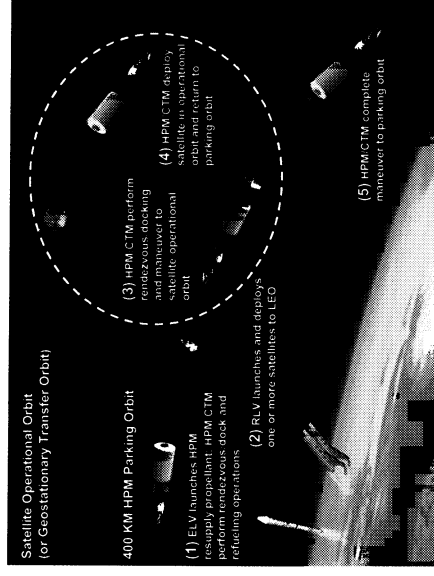 Satellite Operational Orbit
(or Geostationary Transfer Orbit)
400 KM HPM Parking Orbit
(1) ELV launches HPM
resupply propellant. HPM CTM
perform rendezvous dock and
refueling operations
(2) RLV launches and deploys
one or more satellites to LEO
(3) HPM CTM perform
rendezvous docking
and maneuver to
satellite operational
orbit
(4) HPM CTM deploy
satellite in operational
orbit and return to
parking orbit
(5) HPM/CTM complete
maneuver to parking orbit